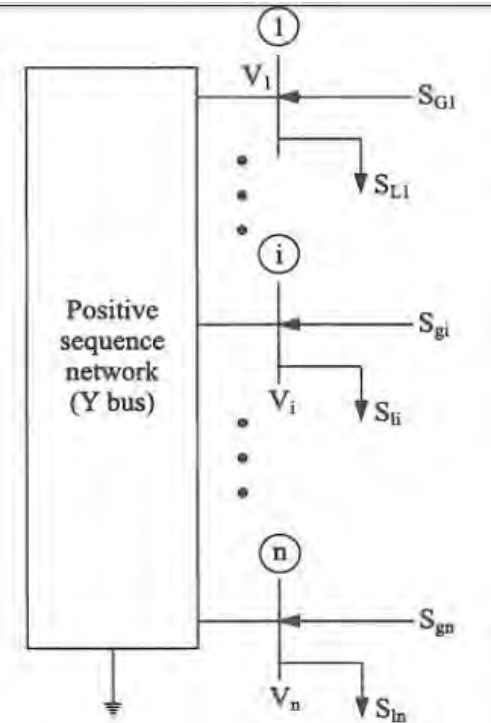 1
V1
SG1
SL1
i
Sgi
Positive
sequence
network
(Y bus)
Sli
Vi
n
Sgn
Vn
Sln